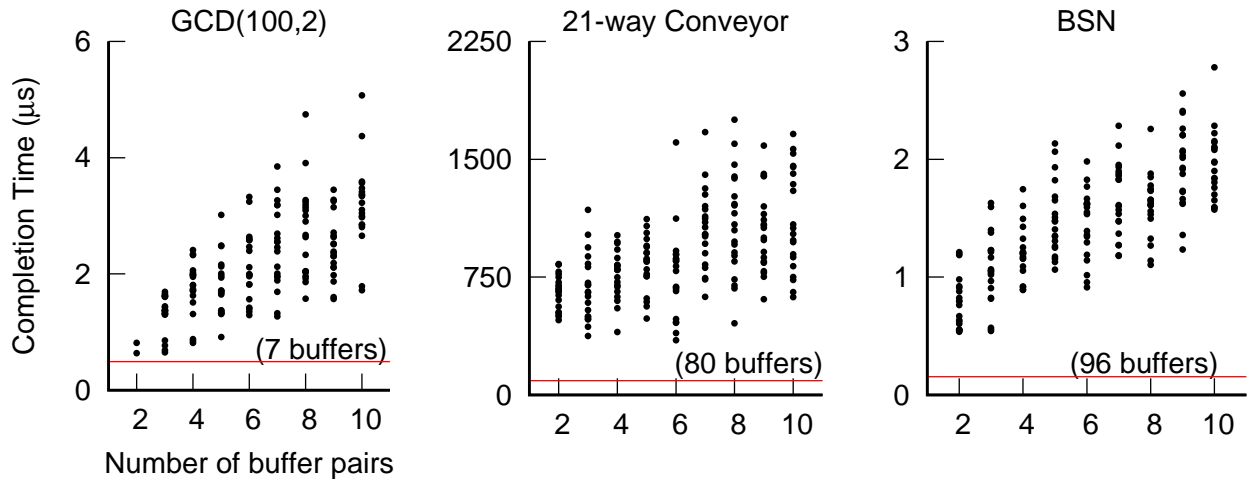 GCD(100,2)
21-way Conveyor
BSN
Completion Time (μs)
6
4
2
0
(7 buffers)
2 4 6 8 10
Number of buffer pairs
2250
1500
750
0
(80 buffers)
2 4 6 8 10
3
2
1
0
(96 buffers)
2 4 6 8 10